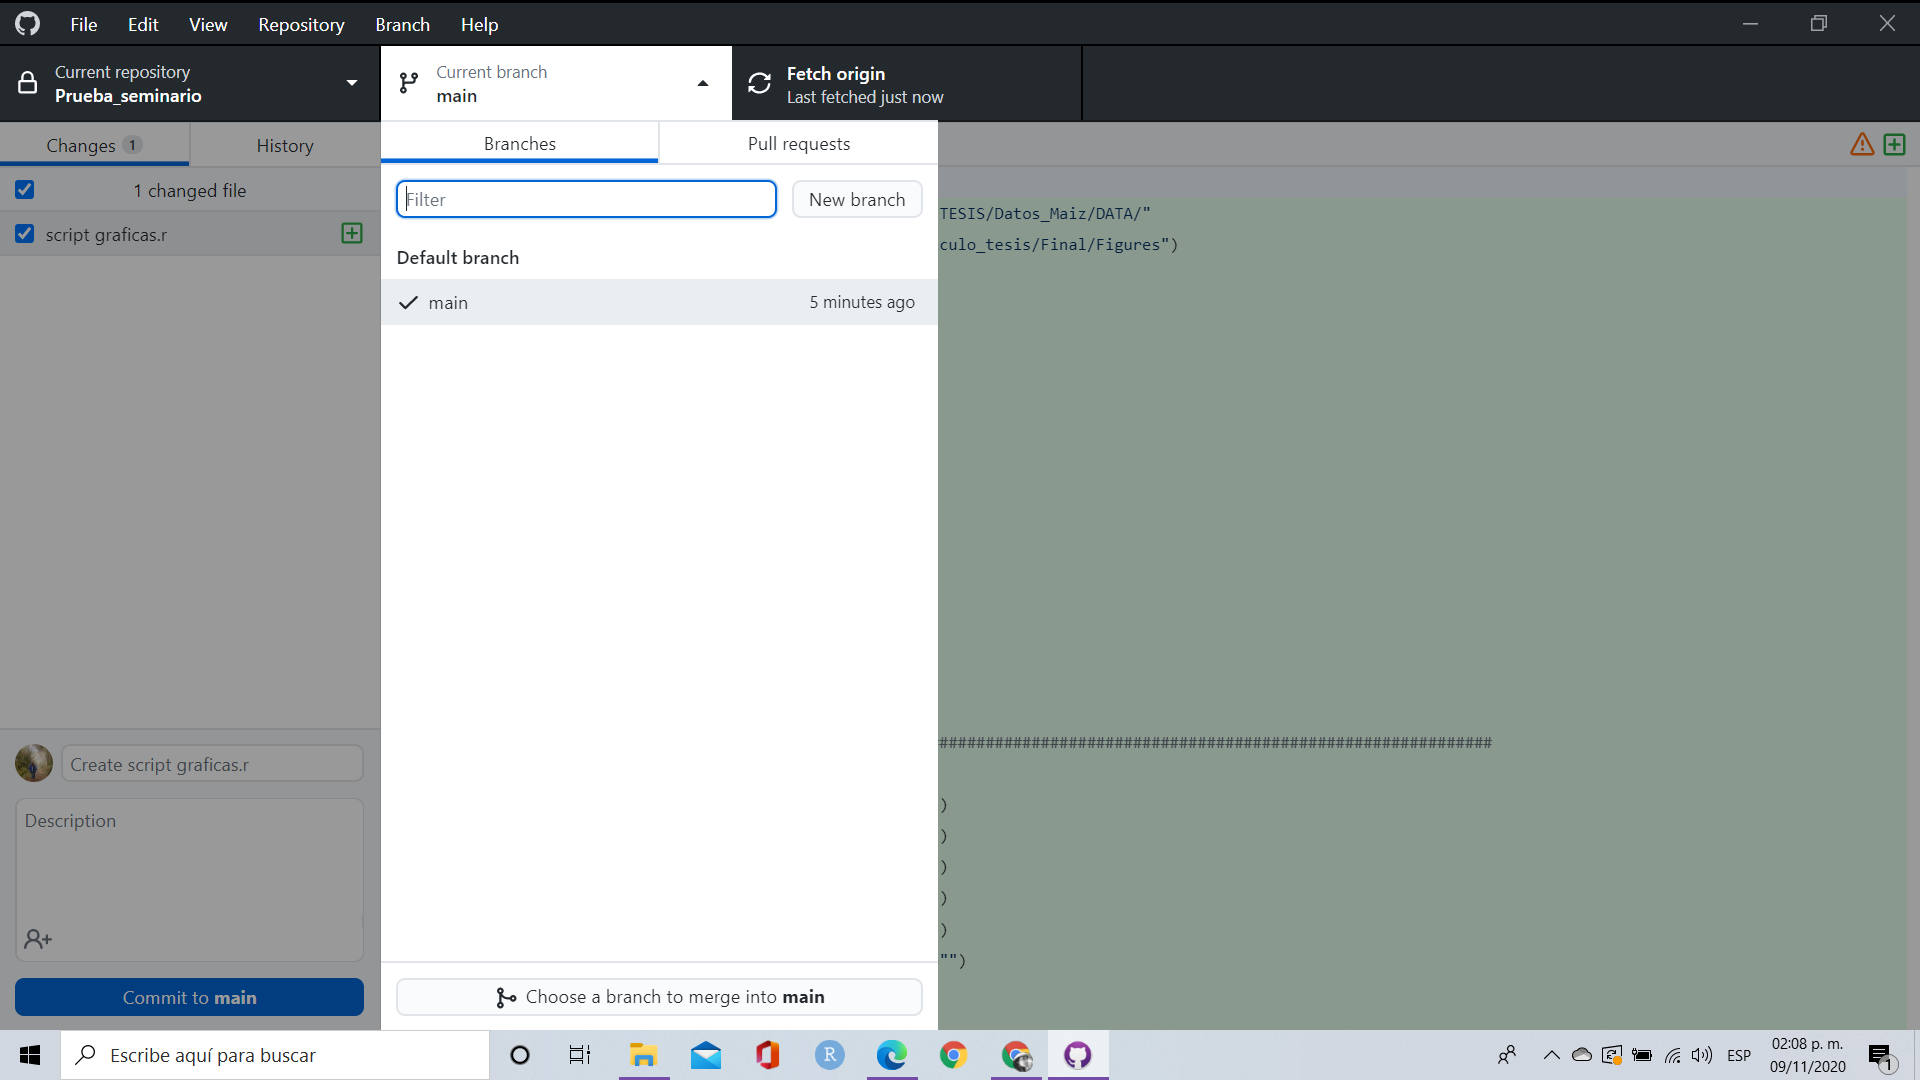 File Edit View Repository Branch Help
Current repository
Prueba_seminario
Current branch
main
Fetch origin
Last fetched just now
Changes 1
History
1 changed file
script graficas.r
Branches
Pull requests
Filter
New branch
Default branch
main
5 minutes ago
TESIS/Datos_Maiz/DATA/"
culo_tesis/Final/Figures")
############################################################
)
)
)
)
)
"")
Create script graficas.r
Description
Commit to main
Choose a branch to merge into main
Escribe aquí para buscar
R
ESP
02:08 p. m.
09/11/2020
1